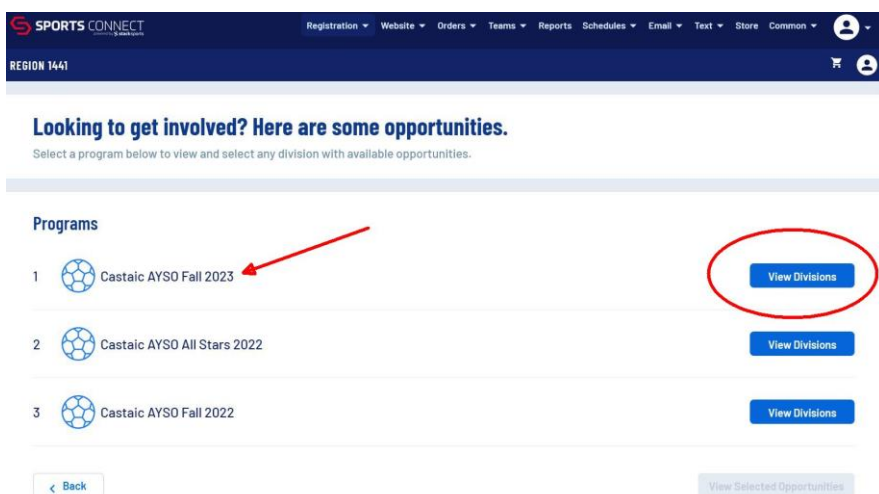 SPORTS CONNECT
Registration Website Orders Teams Reports Schedules Email Text Store Common
REGION 1441
Looking to get involved? Here are some opportunities.
Select a program below to view and select any division with available opportunities.
Programs
1 Castaic AYSO Fall 2023 View Divisions
2 Castaic AYSO All Stars 2022 View Divisions
3 Castaic AYSO Fall 2022 View Divisions
< Back View Selected Opportunities